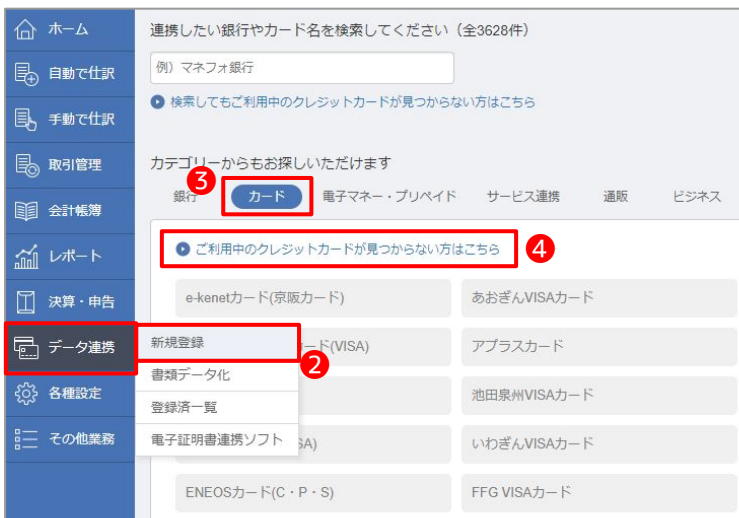 ホーム
自動で仕訳
手動で仕訳
取引管理
会計帳簿
レポート
決算・申告
データ連携
各種設定
その他業務
連携したい銀行やカード名を検索してください（全3628件）
例）マネフォ銀行
検索してもご利用中のクレジットカードが見つからない方はこちら
カテゴリーからもお探しいただけます
3
銀行 カード 電子マネー・プリペイド サービス連携 通販 ビジネス
ご利用中のクレジットカードが見つからない方はこちら 4
e-kenetカード(京阪カード) あおぎんVISAカード
新規登録
書類データ化
登録済一覧
電子証明書連携ソフト
2
ード(VISA) アプラスカード
池田泉州VISAカード
SA) いわぎんVISAカード
ENEOSカード(C・P・S) FFG VISAカード